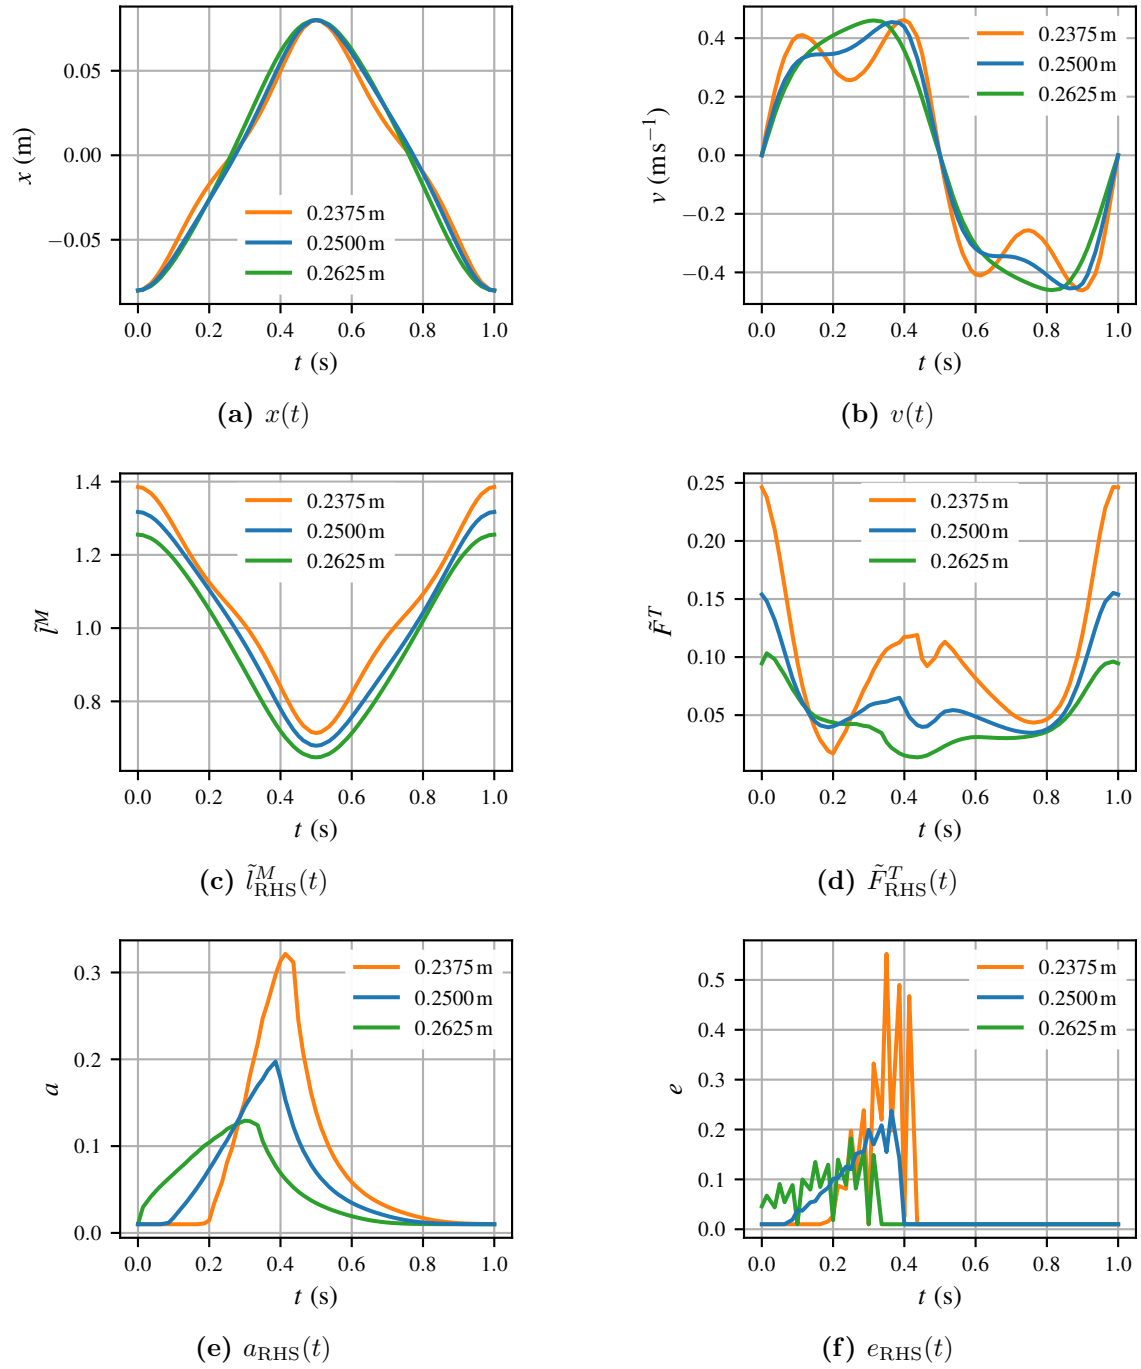 0.05
0.00
−0.05
x (m)
0.2375 m
0.2500 m
0.2625 m
0.0 0.2 0.4 0.6 0.8 1.0
t (s)
(a) x(t)
0.4
0.2
0.0
−0.2
−0.4
v (m s⁻¹)
0.2375 m
0.2500 m
0.2625 m
0.0 0.2 0.4 0.6 0.8 1.0
t (s)
(b) v(t)
1.4
1.2
1.0
0.8
l̃ᴹ
0.2375 m
0.2500 m
0.2625 m
0.0 0.2 0.4 0.6 0.8 1.0
t (s)
(c) l̃ᴹ_RHS(t)
0.25
0.20
0.15
0.10
0.05
F̃ᵀ
0.2375 m
0.2500 m
0.2625 m
0.0 0.2 0.4 0.6 0.8 1.0
t (s)
(d) F̃ᵀ_RHS(t)
0.3
0.2
0.1
0.0
a
0.2375 m
0.2500 m
0.2625 m
0.0 0.2 0.4 0.6 0.8 1.0
t (s)
(e) a_RHS(t)
0.5
0.4
0.3
0.2
0.1
0.0
e
0.2375 m
0.2500 m
0.2625 m
0.0 0.2 0.4 0.6 0.8 1.0
t (s)
(f) e_RHS(t)